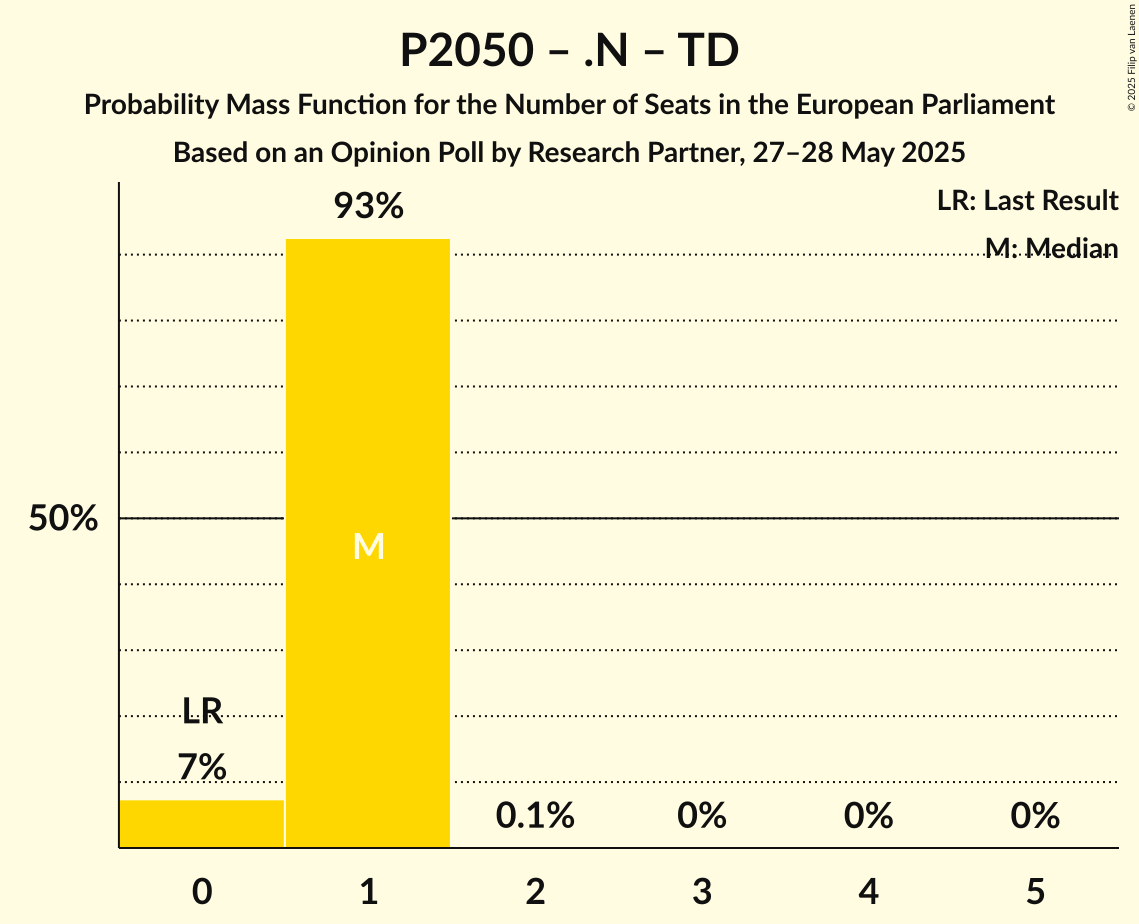 P2050 – .N – TD
Probability Mass Function for the Number of Seats in the European Parliament
Based on an Opinion Poll by Research Partner, 27–28 May 2025
© 2025 Filip van Laenen
LR: Last Result
M: Median
93%
50%
M
LR
7%
0.1%
0%
0%
0%
0
1
2
3
4
5